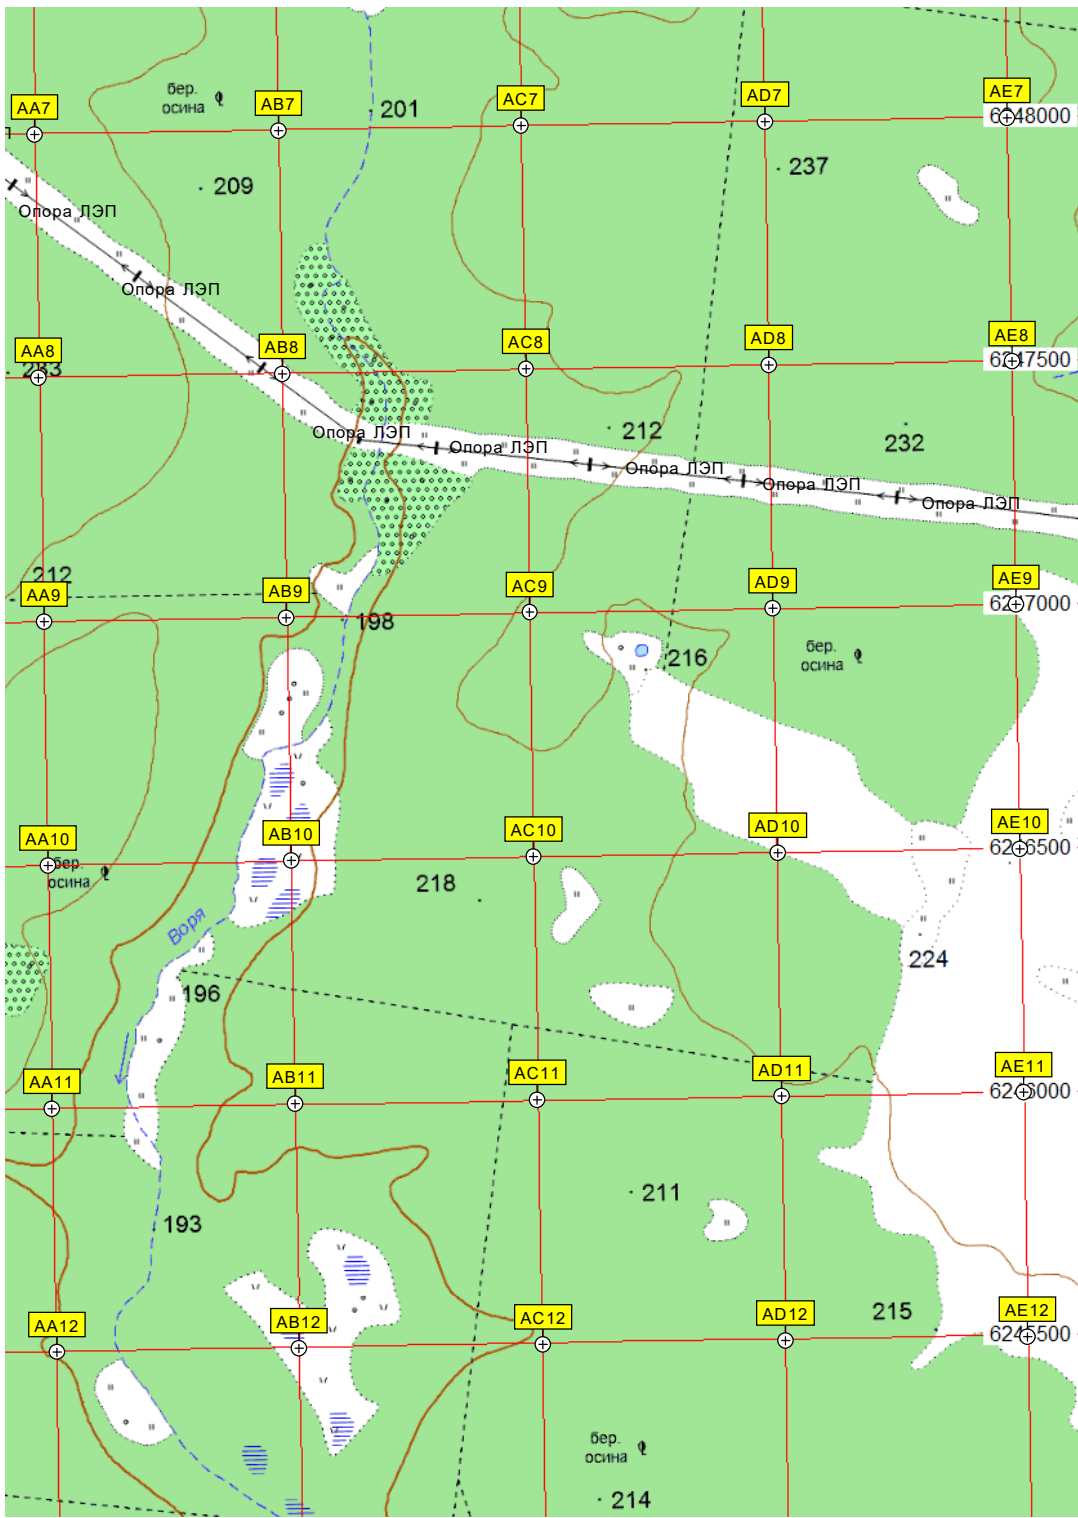 бер.
осина
201
AA7
AB7
AC7
AD7
AE7
6248000
237
209
Опора ЛЭП
Опора ЛЭП
AA8
AB8
AC8
AD8
AE8
6247500
233
Опора ЛЭП
Опора ЛЭП
212
232
Опора ЛЭП
Опора ЛЭП
Опора ЛЭП
212
AA9
AB9
AC9
AD9
AE9
6247000
198
216
бер.
осина
AA10
AB10
AC10
AD10
AE10
6246500
бер.
осина
218
Воря
224
196
AA11
AB11
AC11
AD11
AE11
6246000
211
193
215
AA12
AB12
AC12
AD12
AE12
6245500
бер.
осина
214